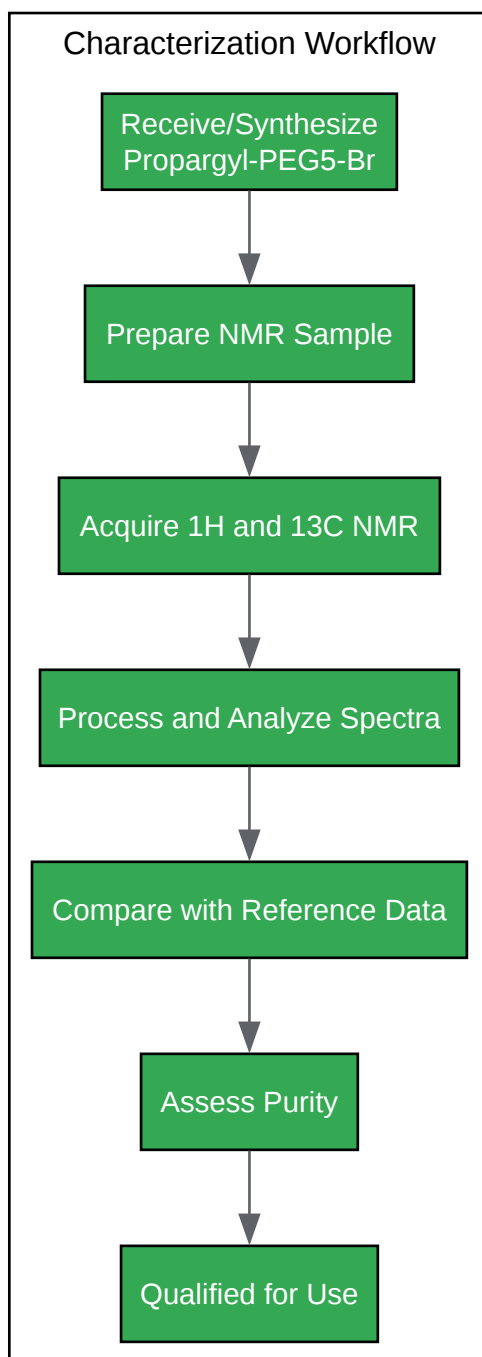 Characterization Workflow
Receive/Synthesize
Propargyl-PEG5-Br
Prepare NMR Sample
Acquire 1H and 13C NMR
Process and Analyze Spectra
Compare with Reference Data
Assess Purity
Qualified for Use